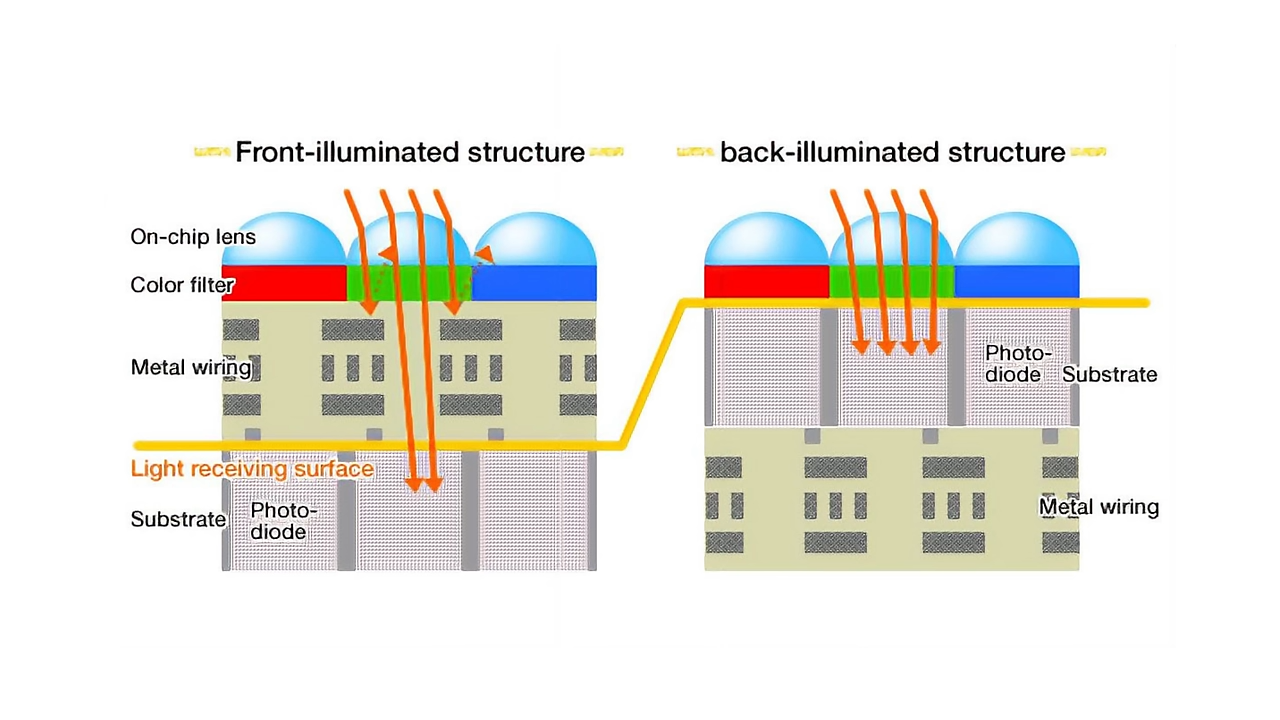 Front-illuminated structure
back-illuminated structure
On-chip lens
Color filter
Metal wiring
Light receiving surface
Substrate
Photo-
diode
Photo-
diode
Substrate
Metal wiring